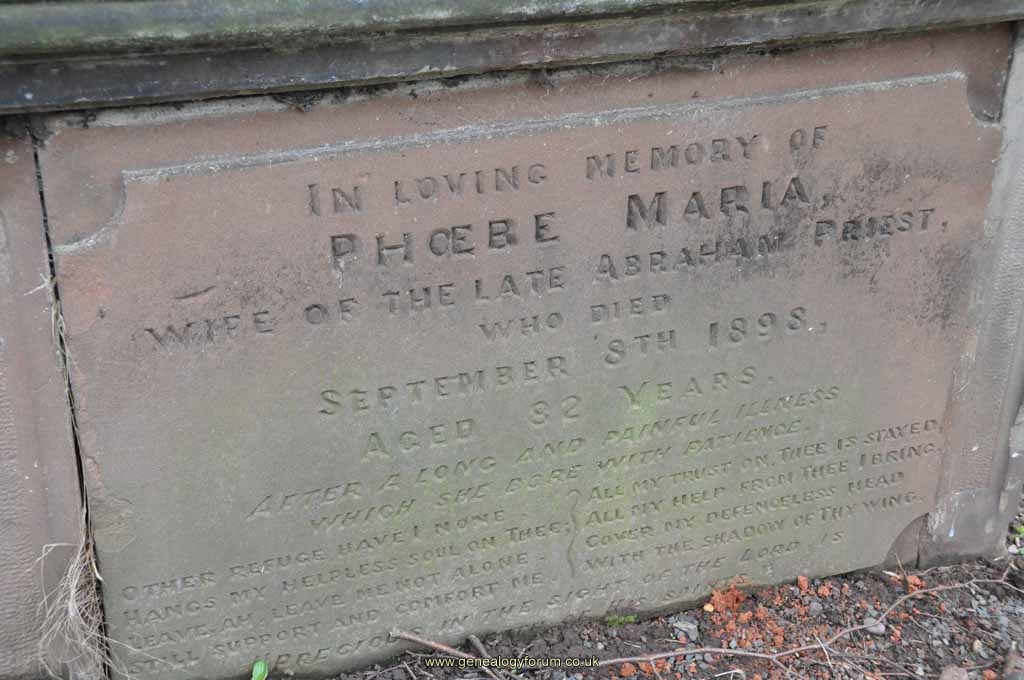 IN LOVING MEMORY OF
PHŒBE MARIA,
WIFE OF THE LATE ABRAHAM PRIEST,
WHO DIED
SEPTEMBER 8TH 1898,
AGED 82 YEARS.
AFTER A LONG AND PAINFUL ILLNESS
WHICH SHE BORE WITH PATIENCE.
OTHER REFUGE HAVE I NONE
HANGS MY HELPLESS SOUL ON THEE;
LEAVE, AH, LEAVE ME NOT ALONE
STILL SUPPORT AND COMFORT ME.
ALL MY TRUST ON THEE IS STAYED,
ALL MY HELP FROM THEE I BRING,
COVER MY DEFENCELESS HEAD
WITH THE SHADOW OF THY WING.
PRECIOUS IN THE SIGHT OF THE LORD IS
www.genealogyforum.co.uk